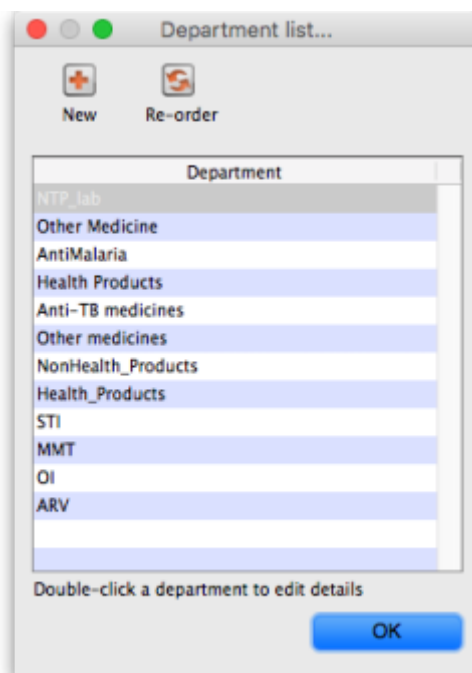 Department list...
New Re-order
Department
NTP_lab
Other Medicine
AntiMalaria
Health Products
Anti-TB medicines
Other medicines
NonHealth_Products
Health_Products
STI
MMT
OI
ARV
Double-click a department to edit details
OK